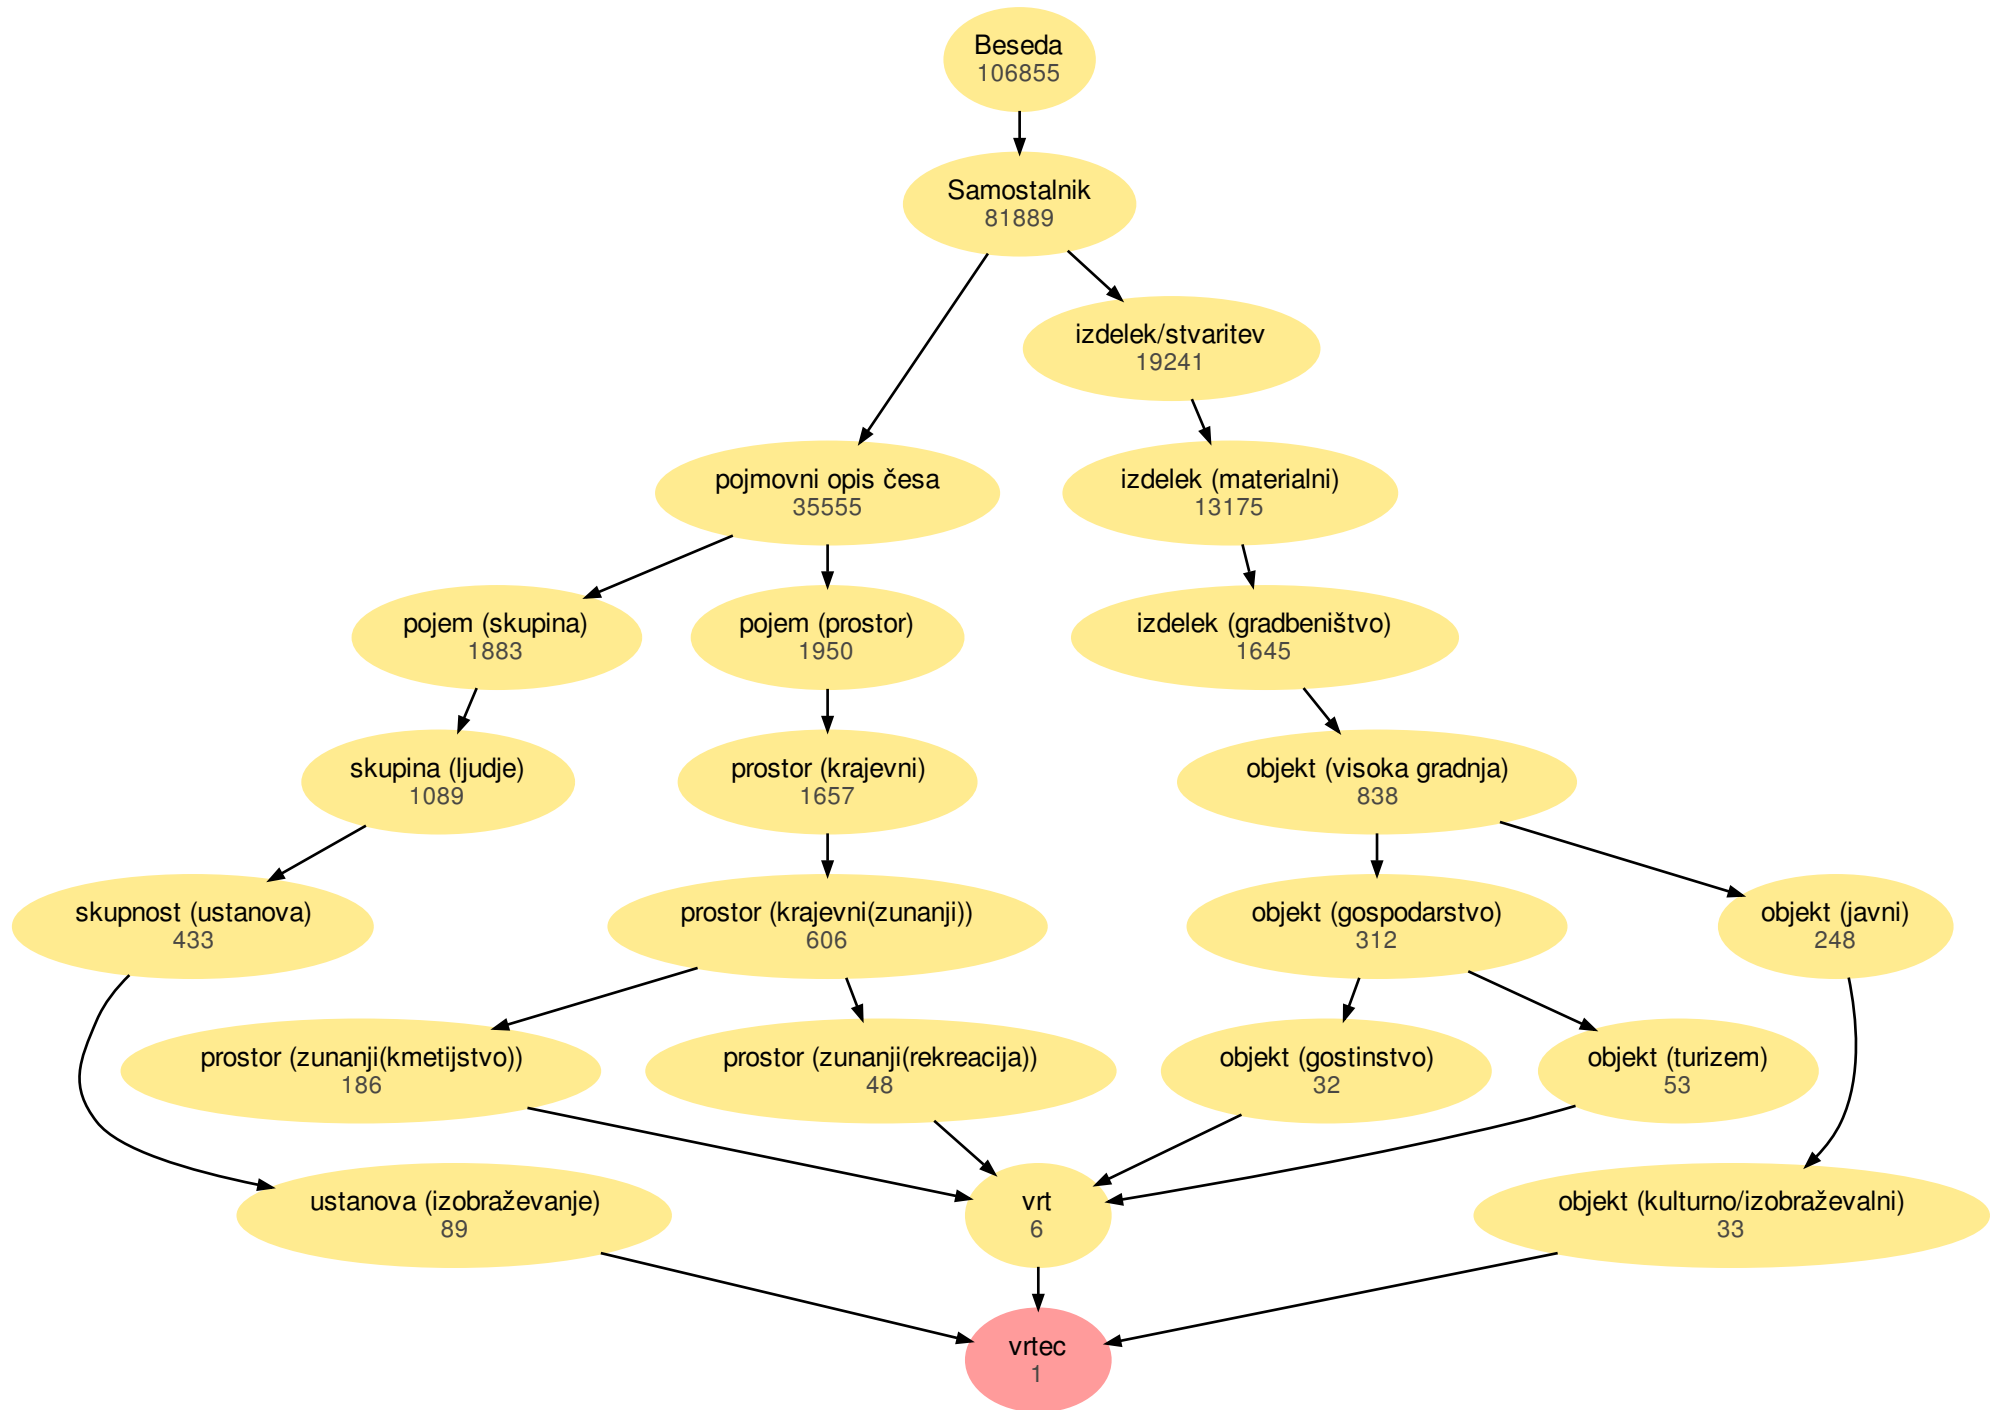 Beseda
106855
Samostalnik
81889
izdelek/stvaritev
19241
pojmovni opis česa
35555
izdelek (materialni)
13175
pojem (skupina)
1883
pojem (prostor)
1950
izdelek (gradbeništvo)
1645
skupina (ljudje)
1089
prostor (krajevni)
1657
objekt (visoka gradnja)
838
skupnost (ustanova)
433
prostor (krajevni(zunanji))
606
objekt (gospodarstvo)
312
objekt (javni)
248
prostor (zunanji(kmetijstvo))
186
prostor (zunanji(rekreacija))
48
objekt (gostinstvo)
32
objekt (turizem)
53
ustanova (izobraževanje)
89
vrt
6
objekt (kulturno/izobraževalni)
33
vrtec
1